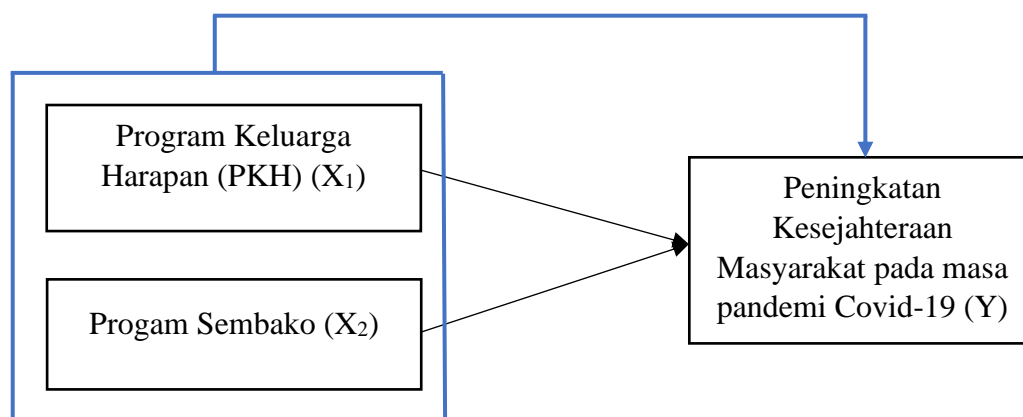 Program Keluarga
Harapan (PKH) (X₁)
Progam Sembako (X₂)
Peningkatan
Kesejahteraan
Masyarakat pada masa
pandemi Covid-19 (Y)